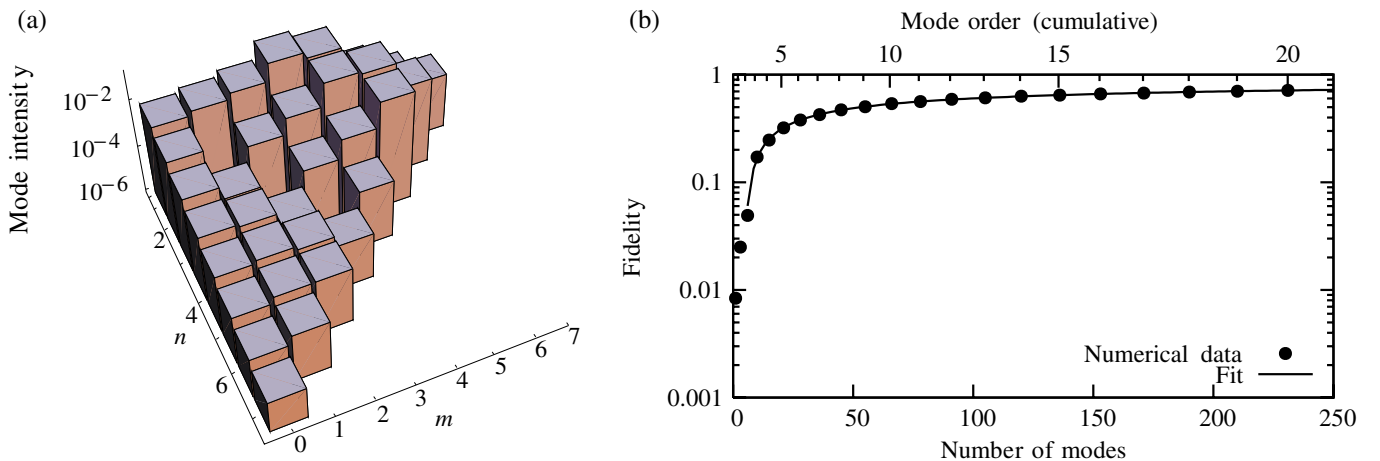 (a)
Mode intensity
10−2
10−4
10−6
2
4
6
n
0
1
2
3
4
5
6
7
m
(b)
Mode order (cumulative)
5 10 15 20
Fidelity
1
0.1
0.01
0.001
Numerical data
Fit
0 50 100 150 200 250
Number of modes